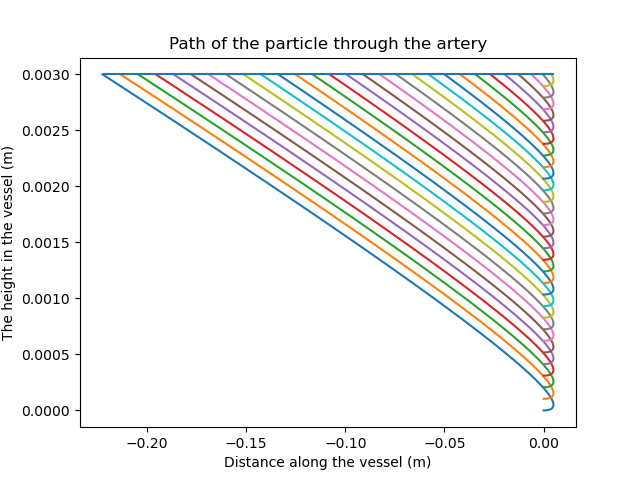 Path of the particle through the artery
The height in the vessel (m)
0.0030
0.0025
0.0020
0.0015
0.0010
0.0005
0.0000
−0.20 −0.15 −0.10 −0.05 0.00
Distance along the vessel (m)